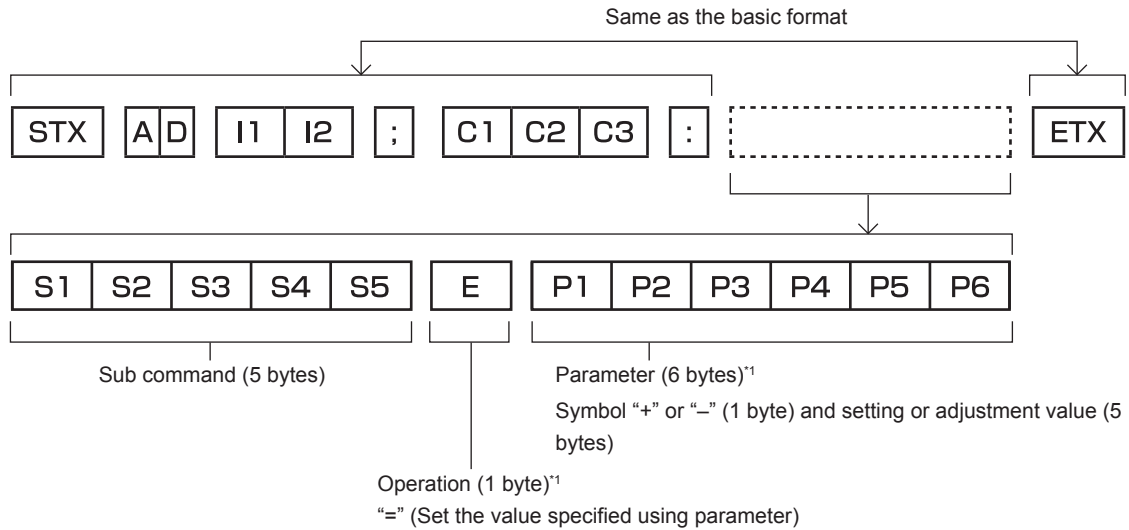 Same as the basic format
STX A D I1 I2 ; C1 C2 C3 : ETX
S1 S2 S3 S4 S5 E P1 P2 P3 P4 P5 P6
Sub command (5 bytes)
Parameter (6 bytes)*1
Symbol “+” or “–” (1 byte) and setting or adjustment value (5
bytes)
Operation (1 byte)*1
“=” (Set the value specified using parameter)